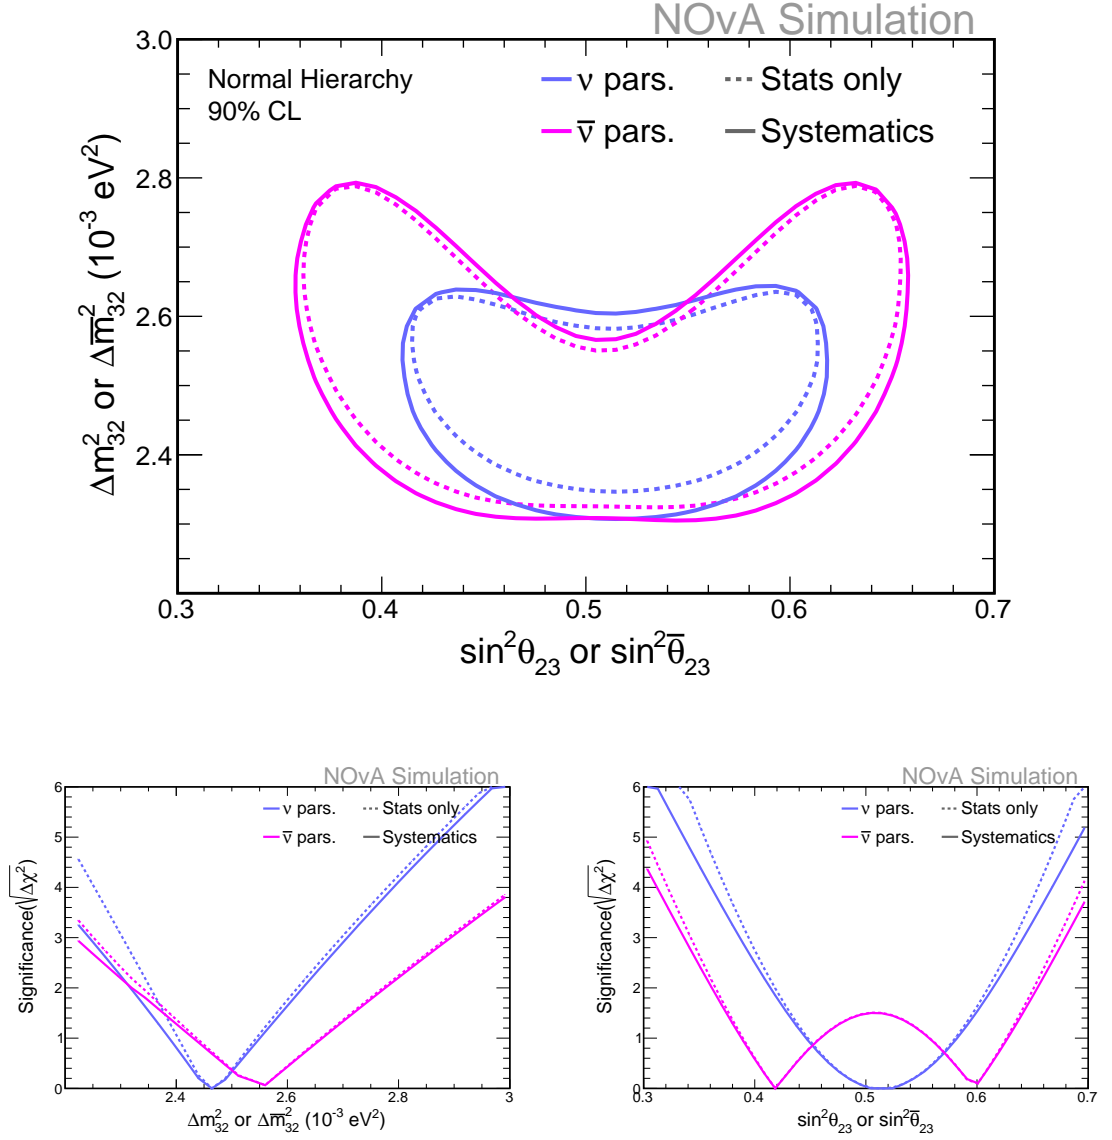 NOvA Simulation
Normal Hierarchy
90% CL
ν pars.
Stats only
ν̅ pars.
Systematics
3.0
2.8
2.6
2.4
0.3 0.4 0.5 0.6 0.7
Δm²₃₂ or Δm̅²₃₂ (10⁻³ eV²)
sin²θ₂₃ or sin²θ̅₂₃
NOvA Simulation
ν pars.
Stats only
ν̅ pars.
Systematics
6
5
4
3
2
1
0
2.4 2.6 2.8 3
Significance(√Δχ²)
Δm²₃₂ or Δm̅²₃₂ (10⁻³ eV²)
NOvA Simulation
ν pars.
Stats only
ν̅ pars.
Systematics
6
5
4
3
2
1
0
0.3 0.4 0.5 0.6 0.7
Significance(√Δχ²)
sin²θ₂₃ or sin²θ̅₂₃